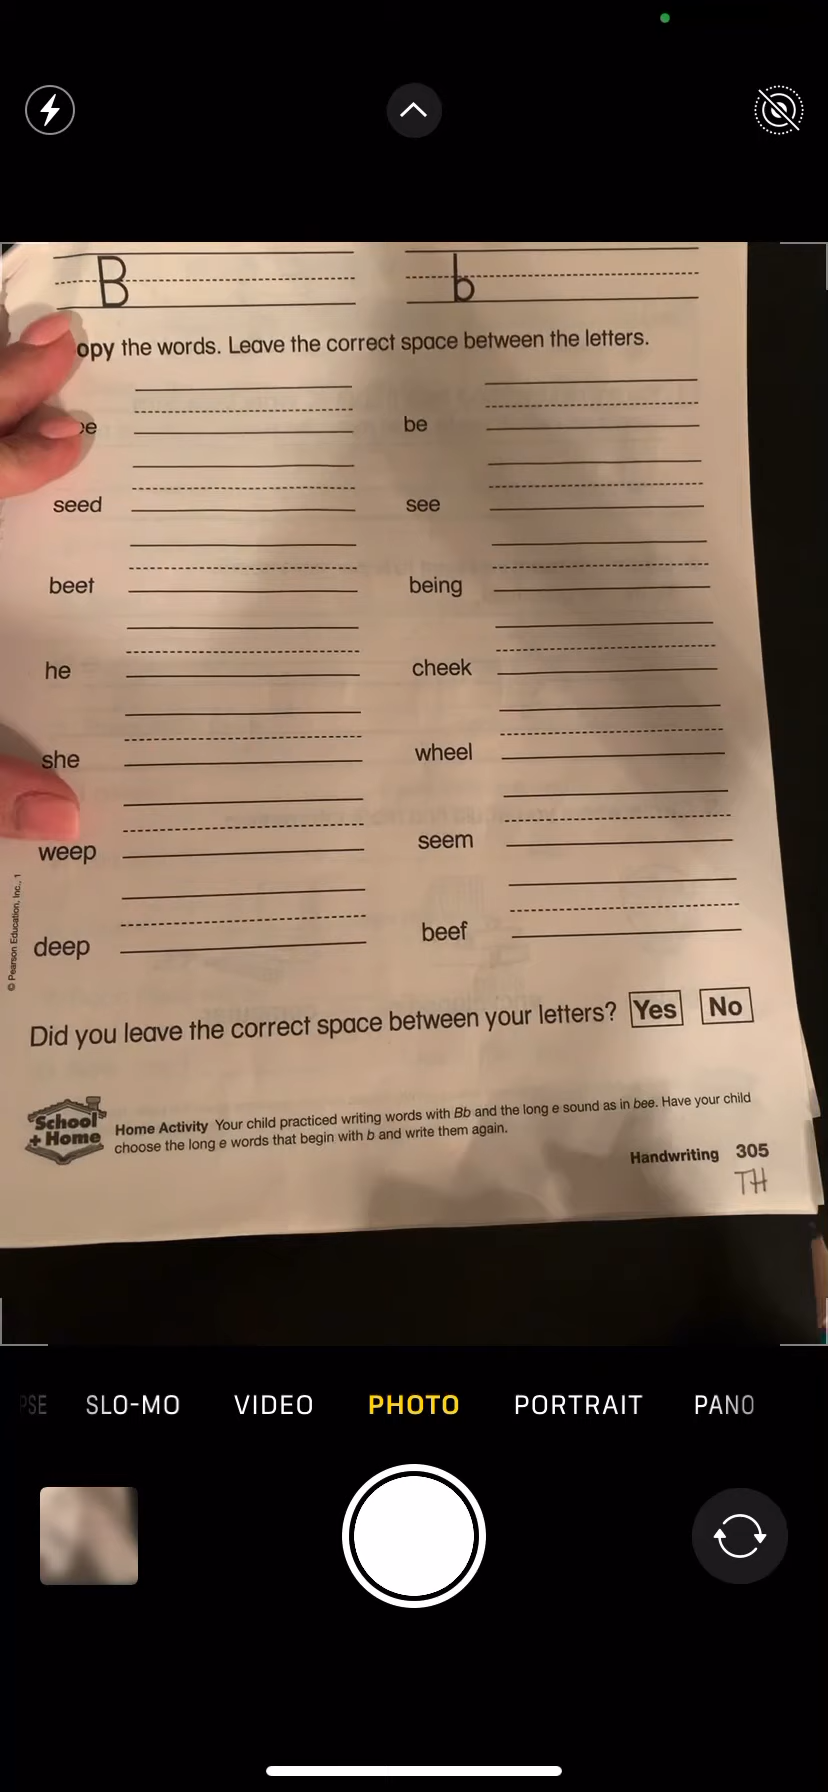 B b
opy the words. Leave the correct space between the letters.
be
seed see
beet being
he cheek
she wheel
weep seem
deep beef
© Pearson Education, Inc., 1
Did you leave the correct space between your letters? Yes No
School + Home
Home Activity Your child practiced writing words with Bb and the long e sound as in bee. Have your child
choose the long e words that begin with b and write them again.
Handwriting 305
TH
SLO-MO VIDEO PHOTO PORTRAIT PANO